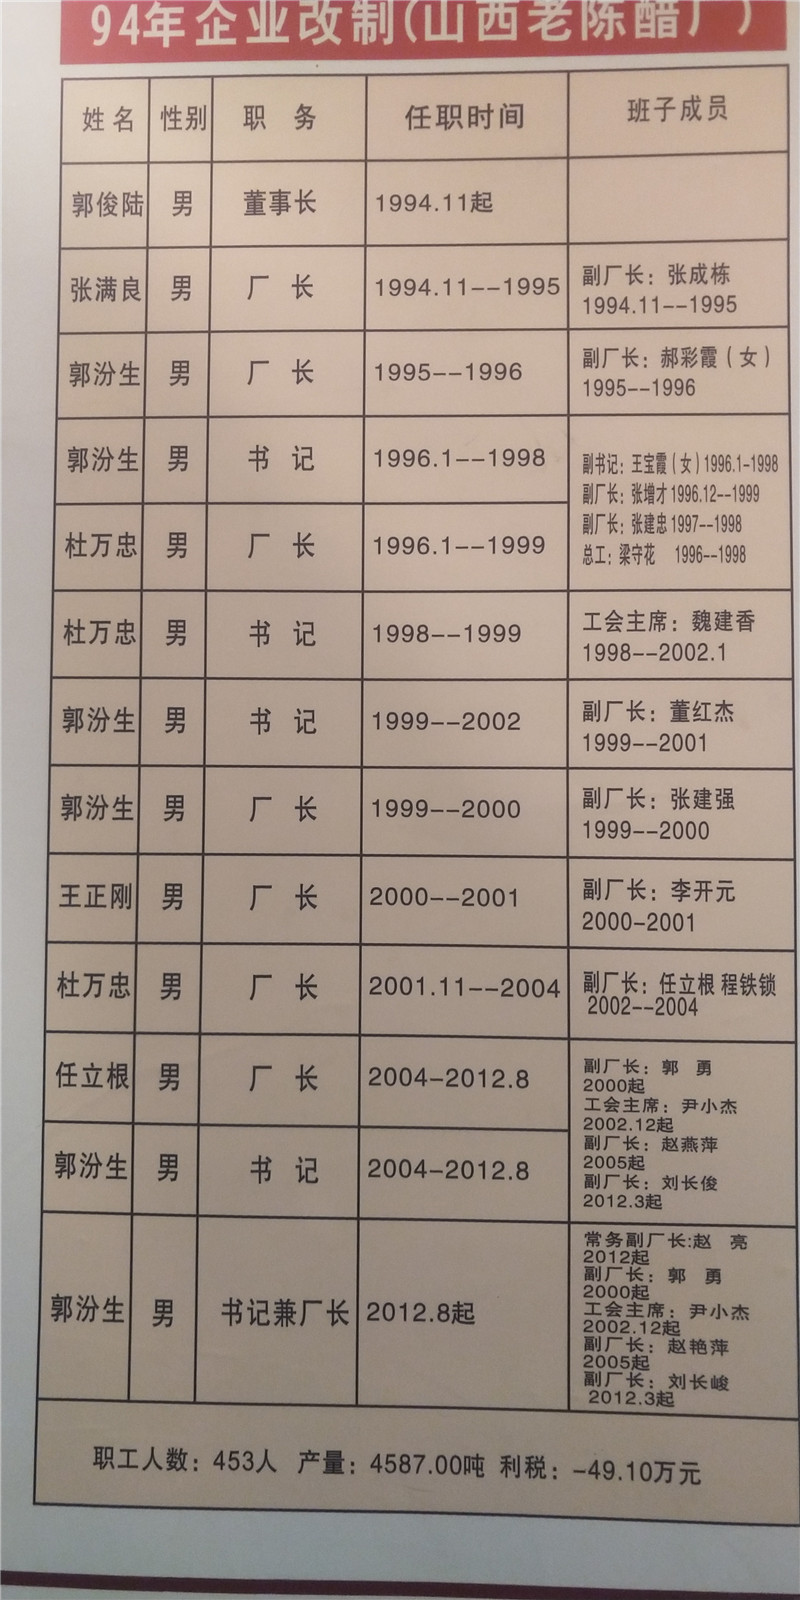 94年企业改制(山西老陈醋厂)
姓名 性别 职务 任职时间 班子成员
郭俊陆 男 董事长 1994.11起
张满良 男 厂长 1994.11--1995 副厂长：张成栋
1994.11--1995
郭汾生 男 厂长 1995--1996 副厂长：郝彩霞（女）
1995--1996
郭汾生 男 书记 1996.1--1998
杜万忠 男 厂长 1996.1--1999
副书记：王宝霞（女）1996.1-1998
副厂长：张增才1996.12--1999
副厂长：张建忠1997--1998
总工：梁守花 1996--1998
杜万忠 男 书记 1998--1999 工会主席：魏建香
1998--2002.1
郭汾生 男 书记 1999--2002 副厂长：董红杰
1999--2001
郭汾生 男 厂长 1999--2000 副厂长：张建强
1999--2000
王正刚 男 厂长 2000--2001 副厂长：李开元
2000-2001
杜万忠 男 厂长 2001.11--2004 副厂长：任立根 程铁锁
2002--2004
任立根 男 厂长 2004-2012.8
郭汾生 男 书记 2004-2012.8
副厂长：郭 勇
2000起
工会主席：尹小杰
2002.12起
副厂长：赵燕萍
2005起
副厂长：刘长俊
2012.3起
郭汾生 男 书记兼厂长 2012.8起
常务副厂长:赵 亮
2012起
副厂长：郭 勇
2000起
工会主席：尹小杰
2002.12起
副厂长：赵艳萍
2005起
副厂长：刘长峻
2012.3起
职工人数：453人 产量：4587.00吨 利税：-49.10万元